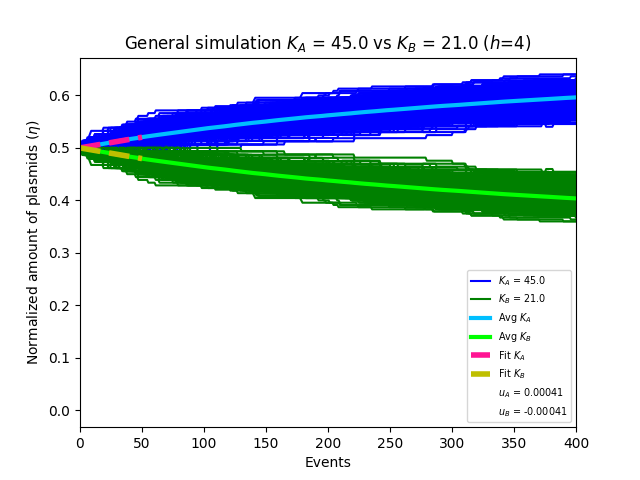 General simulation K_A = 45.0 vs K_B = 21.0 (h=4)
Normalized amount of plasmids (η)
0.6
0.5
0.4
0.3
0.2
0.1
0.0
K_A = 45.0
K_B = 21.0
Avg K_A
Avg K_B
Fit K_A
Fit K_B
u_A = 0.00041
u_B = -0.00041
0 50 100 150 200 250 300 350 400
Events